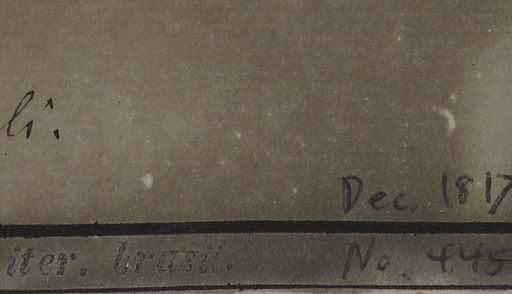 li.
Dec. 1817
iter. brasil. No. 445